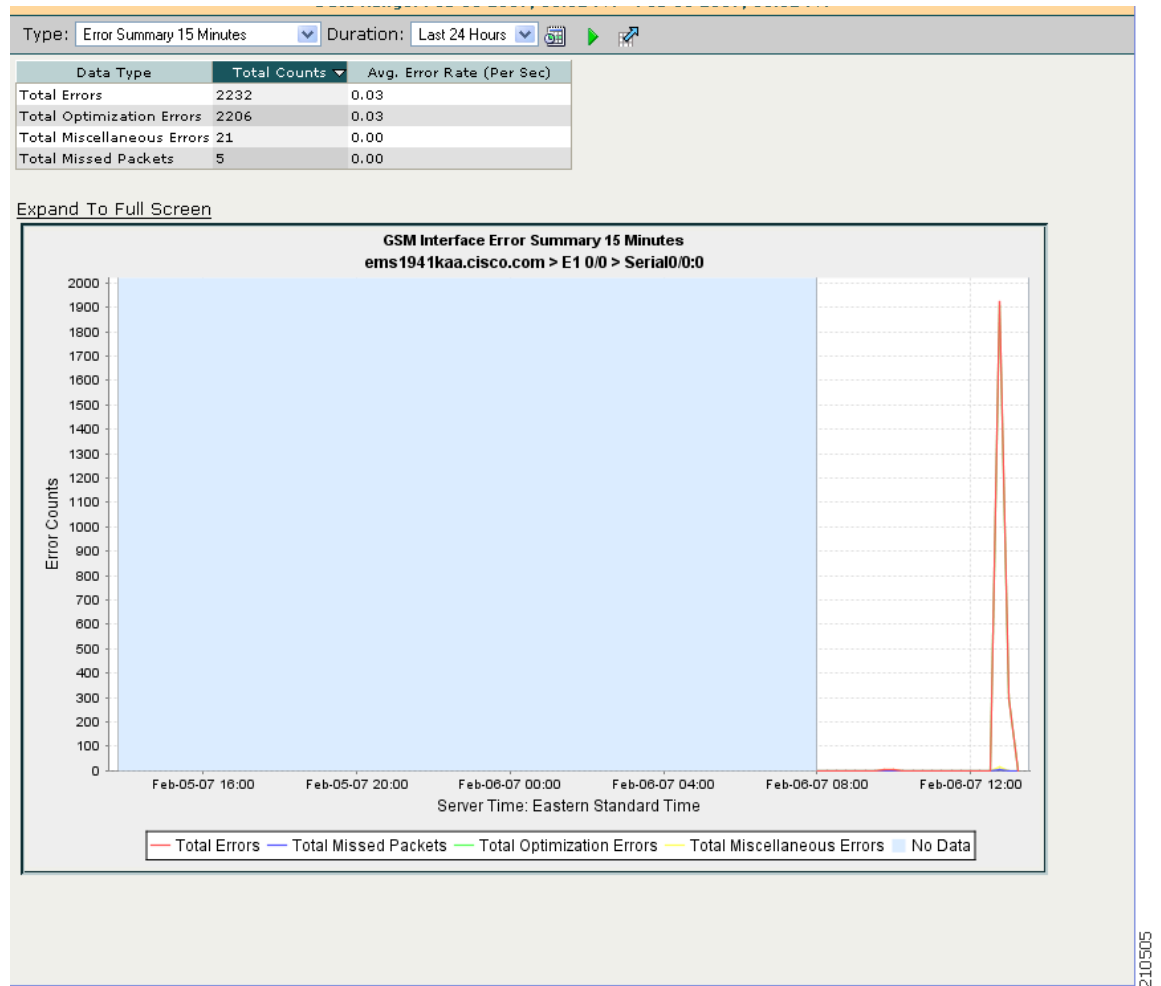 Type: Error Summary 15 Minutes Duration: Last 24 Hours
Data Type Total Counts Avg. Error Rate (Per Sec)
Total Errors 2232 0.03
Total Optimization Errors 2206 0.03
Total Miscellaneous Errors 21 0.00
Total Missed Packets 5 0.00
Expand To Full Screen
GSM Interface Error Summary 15 Minutes
ems1941kaa.cisco.com > E1 0/0 > Serial0/0:0
2000
1900
1800
1700
1600
1500
1400
1300
1200
1100
1000
900
800
700
600
500
400
300
200
100
0
Error Counts
Feb-05-07 16:00 Feb-05-07 20:00 Feb-06-07 00:00 Feb-06-07 04:00 Feb-06-07 08:00 Feb-06-07 12:00
Server Time: Eastern Standard Time
Total Errors Total Missed Packets Total Optimization Errors Total Miscellaneous Errors No Data
210505